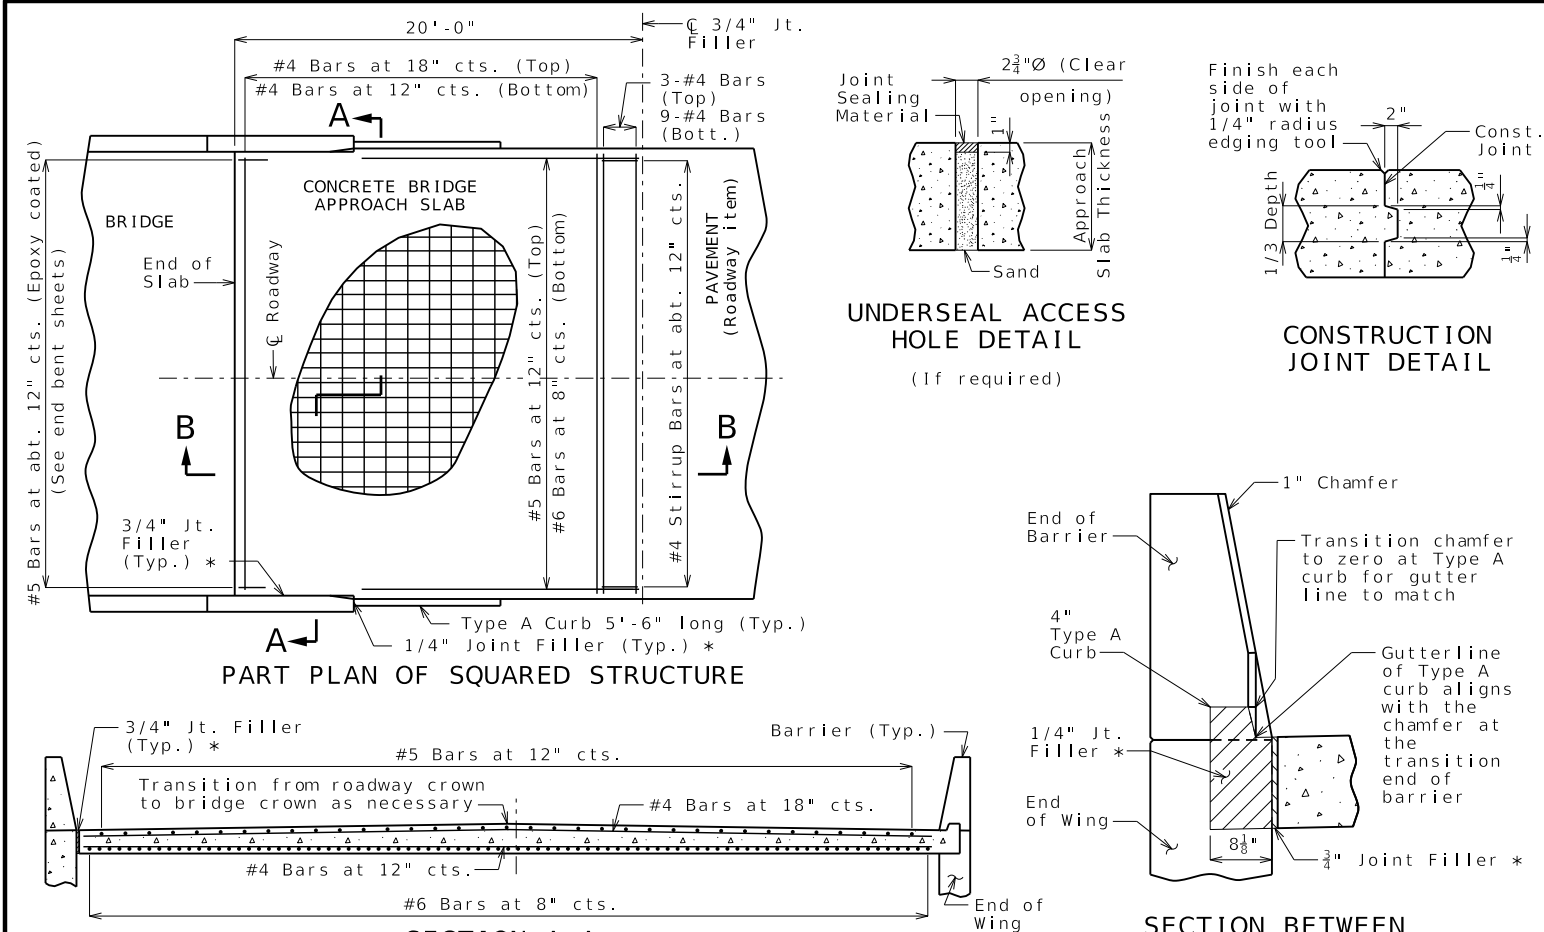 20'-0"
℄ 3/4" Jt.
Filler
#4 Bars at 18" cts. (Top)
#4 Bars at 12" cts. (Bottom)
3-#4 Bars
(Top)
9-#4 Bars
(Bott.)
A
CONCRETE BRIDGE
APPROACH SLAB
BRIDGE
End of
Slab
℄ Roadway
PAVEMENT
(Roadway item)
#5 Bars at abt. 12" cts. (Epoxy coated)
(See end bent sheets)
#5 Bars at 12" cts. (Top)
#6 Bars at 8" cts. (Bottom)
#4 Stirrup Bars at abt. 12" cts.
B
B
3/4" Jt.
Filler
(Typ.) *
A
Type A Curb 5'-6" long (Typ.)
1/4" Joint Filler (Typ.) *
PART PLAN OF SQUARED STRUCTURE
Joint
Sealing
Material
2¾"Ø (Clear
opening)
1"
Approach
Slab Thickness
Sand
UNDERSEAL ACCESS
HOLE DETAIL
(If required)
Finish each
side of
joint with
1/4" radius
edging tool
2"
Const.
Joint
1/3 Depth
¼"
¼"
CONSTRUCTION
JOINT DETAIL
3/4" Jt. Filler
(Typ.) *
Barrier (Typ.)
#5 Bars at 12" cts.
Transition from roadway crown
to bridge crown as necessary
#4 Bars at 18" cts.
#4 Bars at 12" cts.
#6 Bars at 8" cts.
End of
Wing
1" Chamfer
End of
Barrier
Transition chamfer
to zero at Type A
curb for gutter
line to match
4"
Type A
Curb
Gutterline
of Type A
curb aligns
with the
chamfer at
the
transition
end of
barrier
1/4" Jt.
Filler *
End
of Wing
8⅛"
¾" Joint Filler *
SECTION BETWEEN